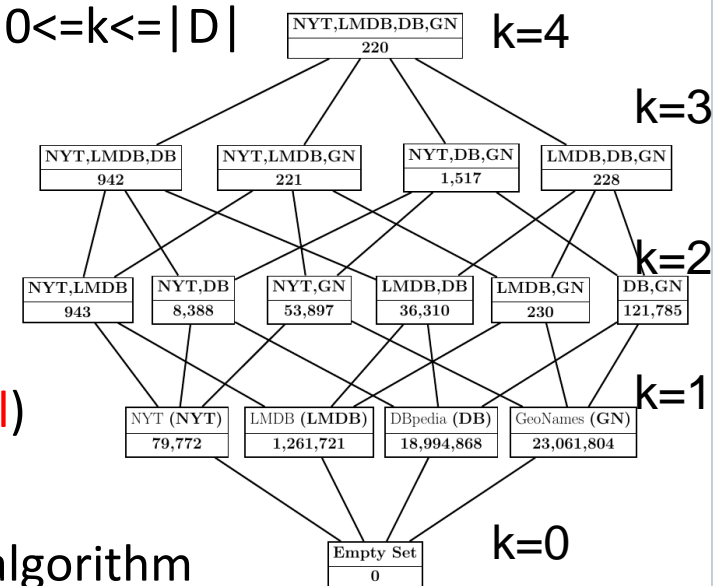 0<=k<=|D|
NYT,LMDB,DB,GN
220
k=4
k=3
NYT,LMDB,DB
942
NYT,LMDB,GN
221
NYT,DB,GN
1,517
LMDB,DB,GN
228
k=2
NYT,LMDB
943
NYT,DB
8,388
NYT,GN
53,897
LMDB,DB
36,310
LMDB,GN
230
DB,GN
121,785
k=1
l)
NYT (NYT)
79,772
LMDB (LMDB)
1,261,721
DBpedia (DB)
18,994,868
GeoNames (GN)
23,061,804
k=0
Empty Set
0
algorithm